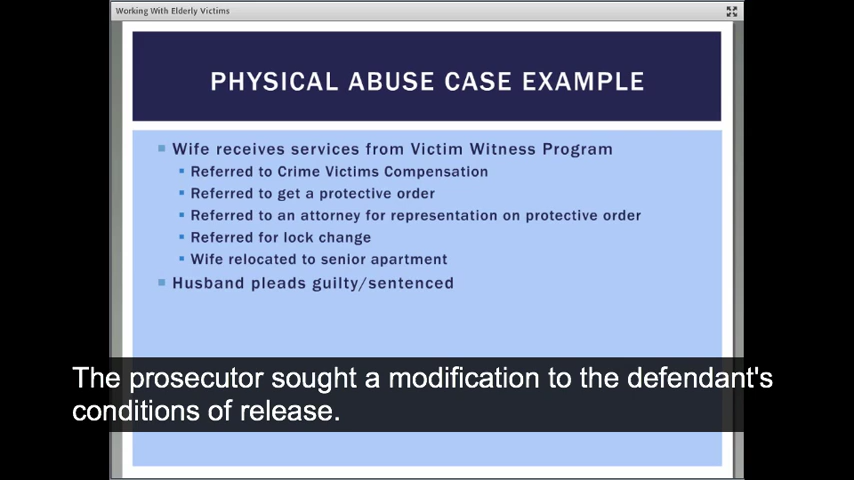 Working With Elderly Victims
PHYSICAL ABUSE CASE EXAMPLE
Wife receives services from Victim Witness Program
Referred to Crime Victims Compensation
Referred to get a protective order
Referred to an attorney for representation on protective order
Referred for lock change
Wife relocated to senior apartment
Husband pleads guilty/sentenced
The prosecutor sought a modification to the defendant's
conditions of release.